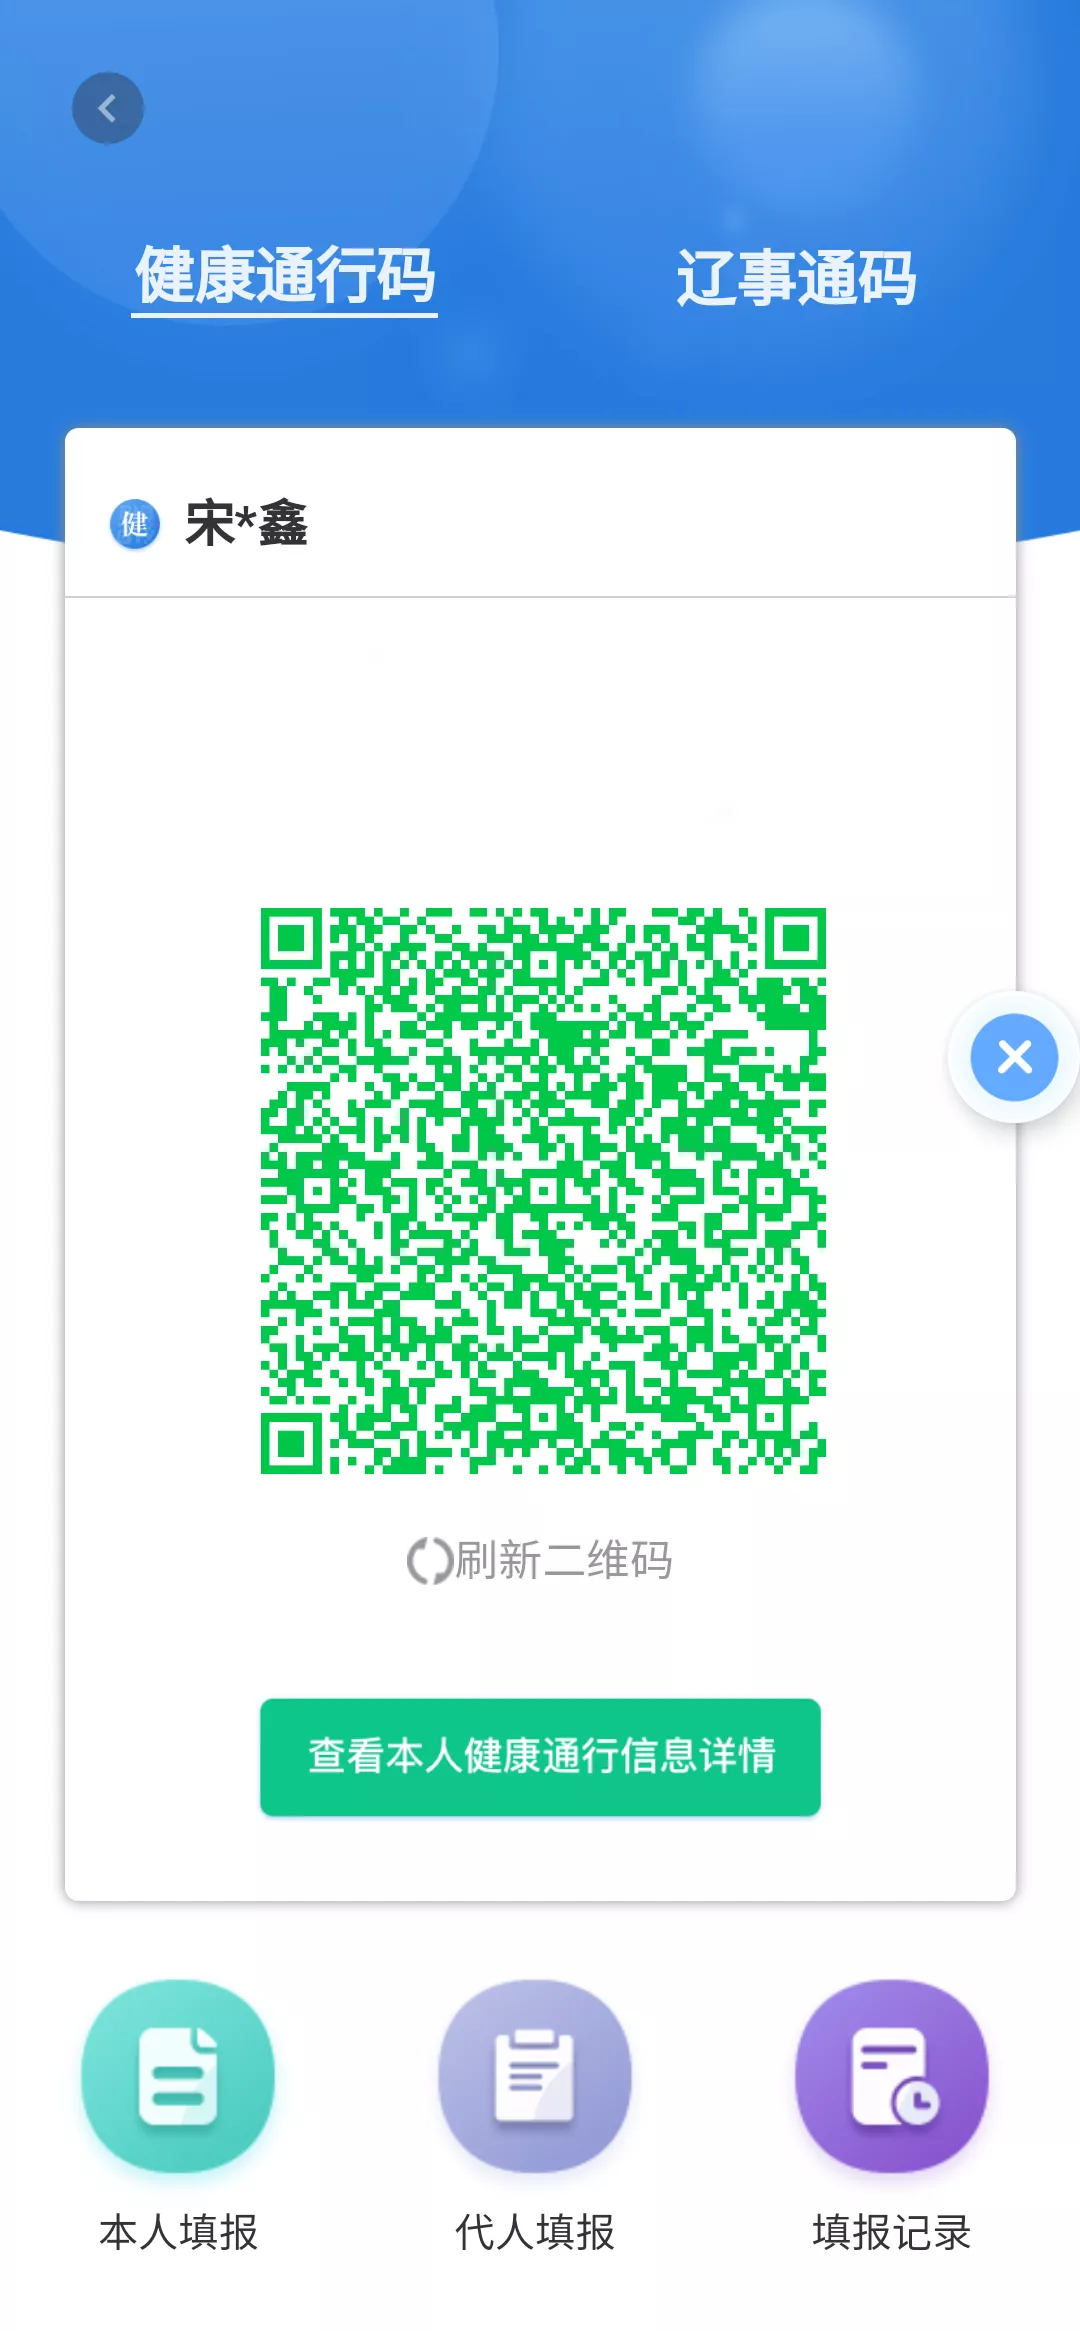 健康通行码
辽事通码
健 宋*鑫
刷新二维码
查看本人健康通行信息详情
本人填报
代人填报
填报记录